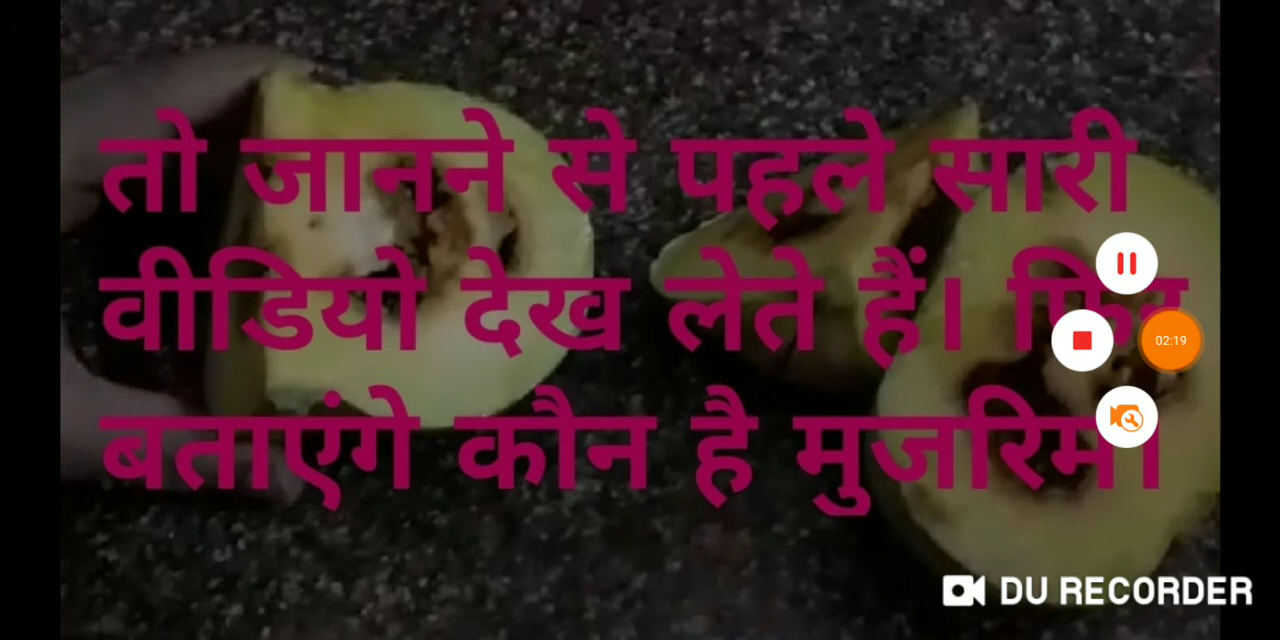 तो जानने से पहले सारी
वीडियो देख लेते हैं। फिर
बताएंगे कौन है मुजरिम।
02:19
DU RECORDER